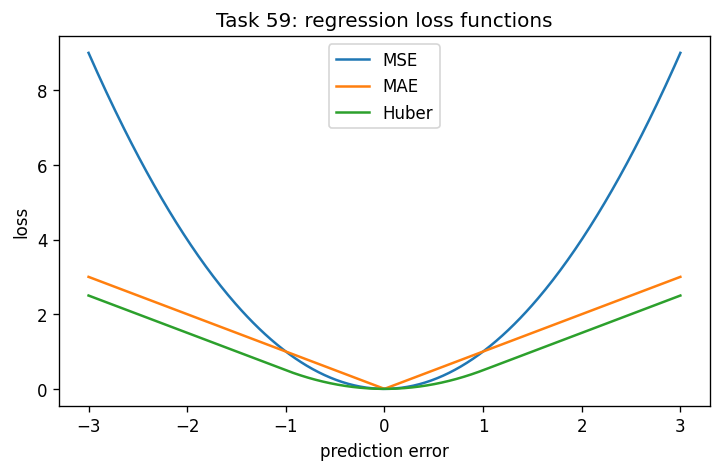 Task 59: regression loss functions
MSE
MAE
Huber
loss
8
6
4
2
0
−3
−2
−1
0
1
2
3
prediction error